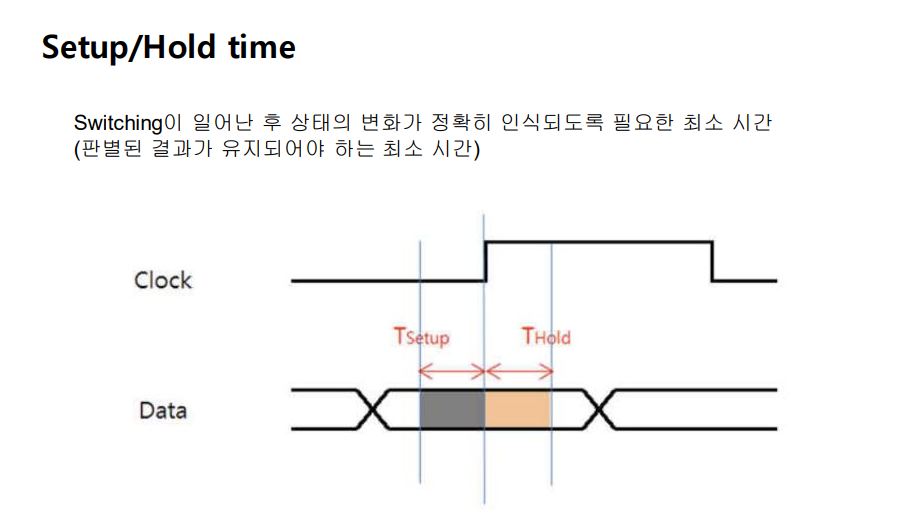 Setup/Hold time
Switching이 일어난 후 상태의 변화가 정확히 인식되도록 필요한 최소 시간
(판별된 결과가 유지되어야 하는 최소 시간)
Clock
TSetup THold
Data